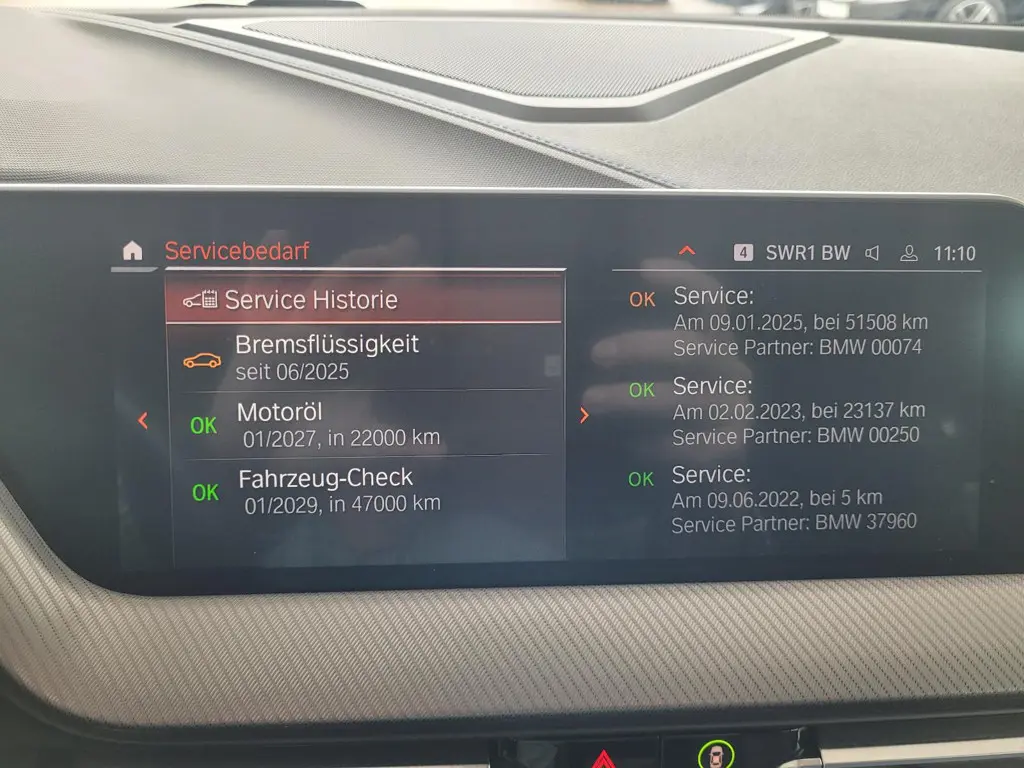 Servicebedarf
4 SWR1 BW 11:10
Service Historie
Bremsflüssigkeit
seit 06/2025
OK Motoröl
01/2027, in 22000 km
OK Fahrzeug-Check
01/2029, in 47000 km
OK Service:
Am 09.01.2025, bei 51508 km
Service Partner: BMW 00074
OK Service:
Am 02.02.2023, bei 23137 km
Service Partner: BMW 00250
OK Service:
Am 09.06.2022, bei 5 km
Service Partner: BMW 37960